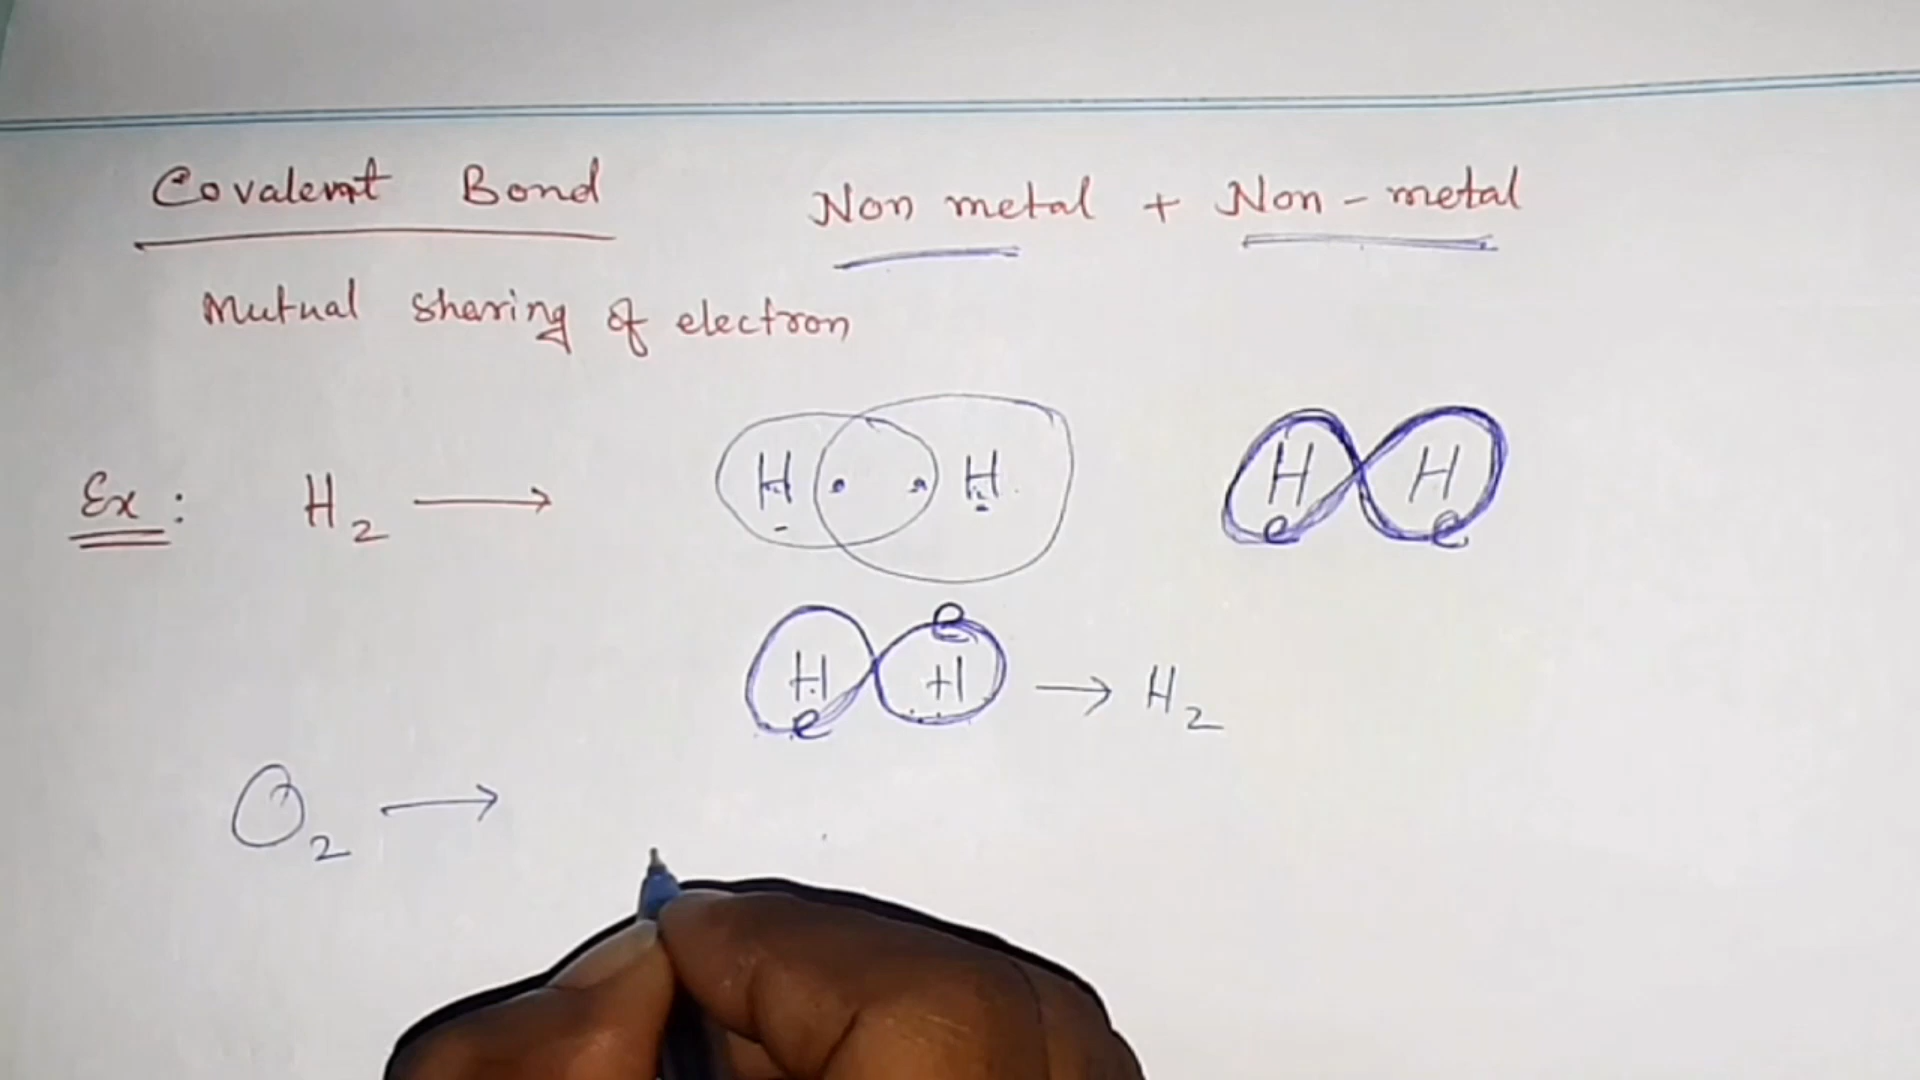 Covalent Bond Non metal + Non-metal
Mutual sharing of electron
Ex: H2 → H • • H H H
e e
e
H H → H2
e
O2 →